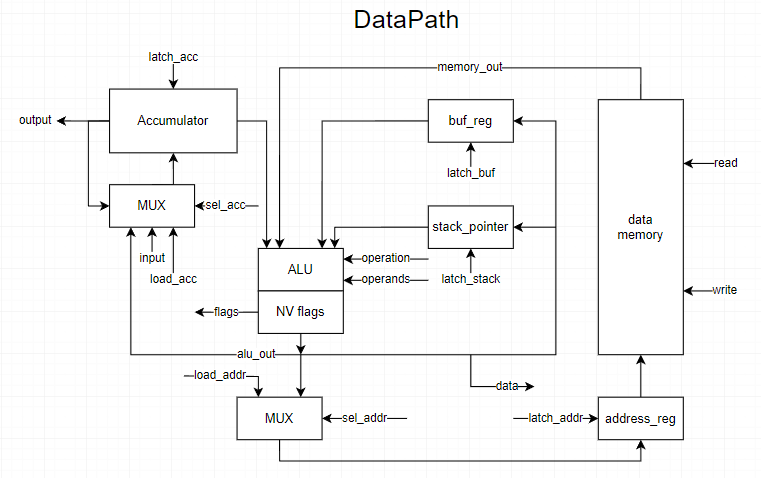 DataPath
latch_acc
memory_out
output
Accumulator
buf_reg
read
latch_buf
MUX
sel_acc
stack_pointer
data
memory
input
load_acc
ALU
operation
operands
latch_stack
write
flags
NV flags
alu_out
load_addr
data
MUX
sel_addr
latch_addr
address_reg